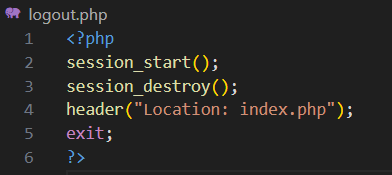 logout.php
1 <?php
2 session_start();
3 session_destroy();
4 header("Location: index.php");
5 exit;
6 ?>